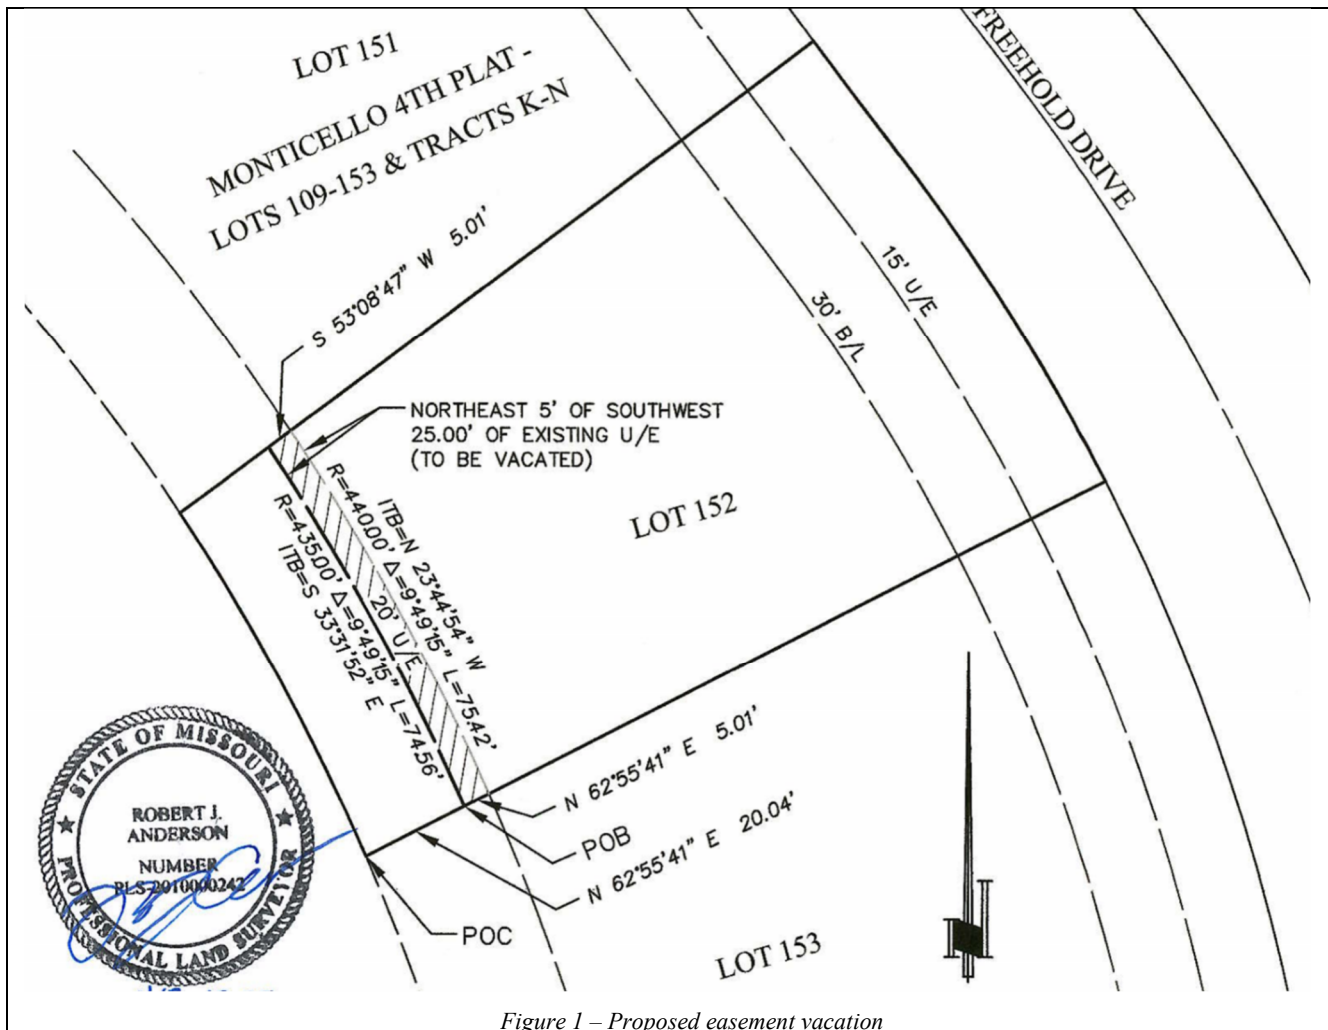 LOT 151
MONTICELLO 4TH PLAT -
LOTS 109-153 & TRACTS K-N
FREEHOLD DRIVE
S 53°08'47" W 5.01'
15' U/E
30' B/L
NORTHEAST 5' OF SOUTHWEST
25.00' OF EXISTING U/E
(TO BE VACATED)
LOT 152
ITB=N 23°44'54" W
R=440.00' Δ=9°49'15" L=75.42'
20' U/E
R=435.00' Δ=9°49'15" L=74.56'
ITB=S 33°31'52" E
N 62°55'41" E 5.01'
POB
N 62°55'41" E 20.04'
POC
LOT 153
STATE OF MISSOURI
ROBERT J.
ANDERSON
NUMBER
PLS-2010000242
PROFESSIONAL LAND SURVEYOR
N
Figure 1 – Proposed easement vacation